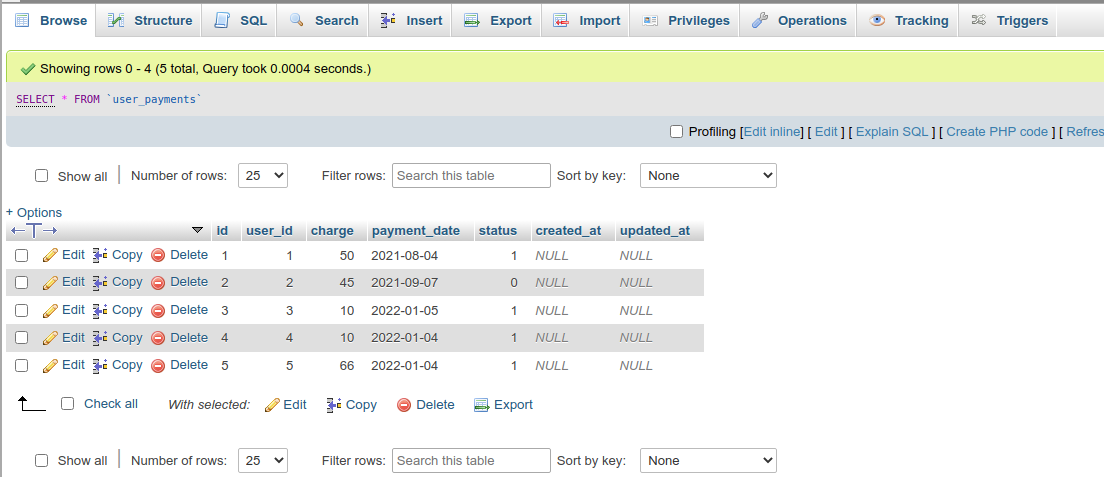 Browse Structure SQL Search Insert Export Import Privileges Operations Tracking Triggers
Showing rows 0 - 4 (5 total, Query took 0.0004 seconds.)
SELECT * FROM `user_payments`
Profiling [Edit inline] [ Edit ] [ Explain SQL ] [ Create PHP code ] [ Refres
Show all Number of rows: 25 Filter rows: Search this table Sort by key: None
+ Options
id user_id charge payment_date status created_at updated_at
Edit Copy Delete 1 1 50 2021-08-04 1 NULL NULL
Edit Copy Delete 2 2 45 2021-09-07 0 NULL NULL
Edit Copy Delete 3 3 10 2022-01-05 1 NULL NULL
Edit Copy Delete 4 4 10 2022-01-04 1 NULL NULL
Edit Copy Delete 5 5 66 2022-01-04 1 NULL NULL
Check all With selected: Edit Copy Delete Export
Show all Number of rows: 25 Filter rows: Search this table Sort by key: None